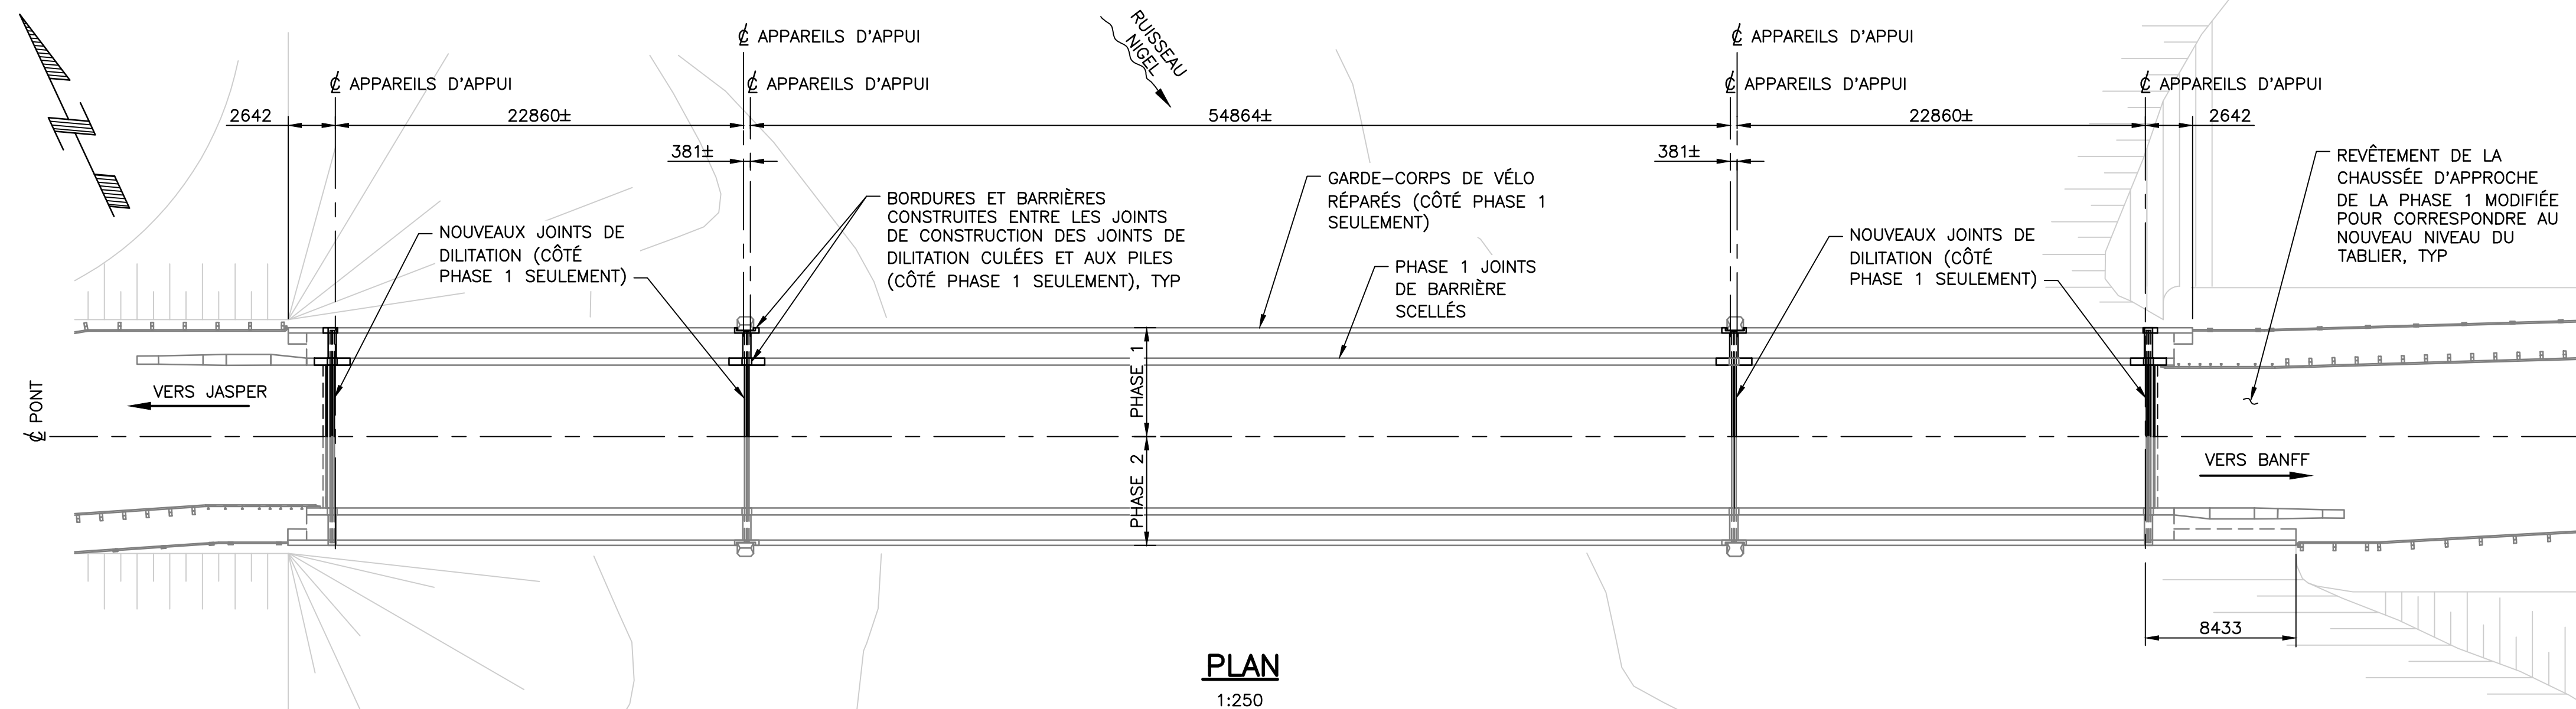 RUISSEAU
NIGEL
℄ APPAREILS D'APPUI
℄ APPAREILS D'APPUI
℄ APPAREILS D'APPUI
℄ APPAREILS D'APPUI
℄ APPAREILS D'APPUI
℄ APPAREILS D'APPUI
2642
22860±
54864±
22860±
2642
381±
381±
NOUVEAUX JOINTS DE
DILITATION (CÔTÉ
PHASE 1 SEULEMENT)
BORDURES ET BARRIÈRES
CONSTRUITES ENTRE LES JOINTS
DE CONSTRUCTION DES JOINTS DE
DILITATION CULÉES ET AUX PILES
(CÔTÉ PHASE 1 SEULEMENT), TYP
GARDE-CORPS DE VÉLO
RÉPARÉS (CÔTÉ PHASE 1
SEULEMENT)
PHASE 1 JOINTS
DE BARRIÈRE
SCELLÉS
NOUVEAUX JOINTS DE
DILITATION (CÔTÉ
PHASE 1 SEULEMENT)
REVÊTEMENT DE LA
CHAUSSÉE D'APPROCHE
DE LA PHASE 1 MODIFIÉE
POUR CORRESPONDRE AU
NOUVEAU NIVEAU DU
TABLIER, TYP
℄ PONT
VERS JASPER
PHASE 1
PHASE 2
VERS BANFF
8433
PLAN
1:250